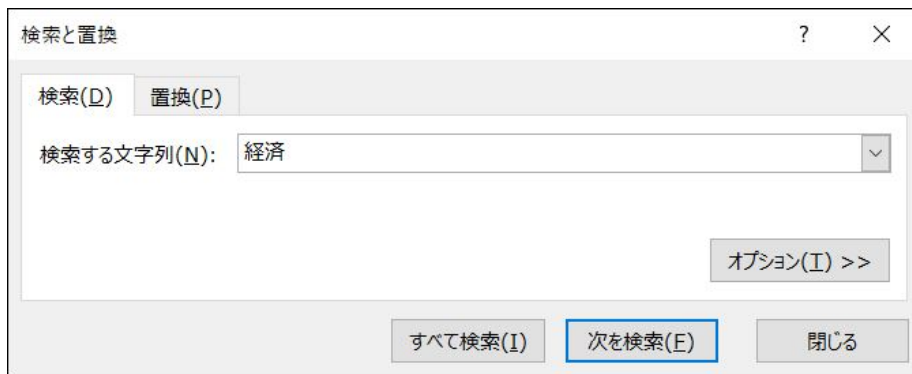 検索と置換
検索(D) 置換(P)
検索する文字列(N): 経済
オプション(T) >>
すべて検索(I) 次を検索(F) 閉じる